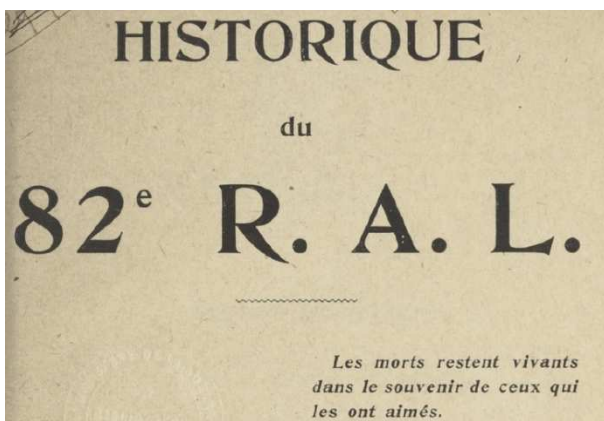 HISTORIQUE
du
82e R. A. L.
Les morts restent vivants
dans le souvenir de ceux qui
les ont aimés.